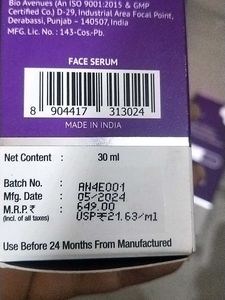 Bio Avenues (An ISO 9001:2015 & GMP
Certified Co.) D-29, Industrial Area Focal Point,
Derabassi, Punjab – 140507, India
MFG. Lic. No. : 143-Cos.-Pb.
FACE SERUM
8 904417 313024
MADE IN INDIA
Net Content : 30 ml
Batch No. : AN4E001
Mfg. Date : 05/2024
M.R.P. ₹ : 649.00
(Incl. of all taxes) USP ₹21.63/ml
Use Before 24 Months From Manufactured